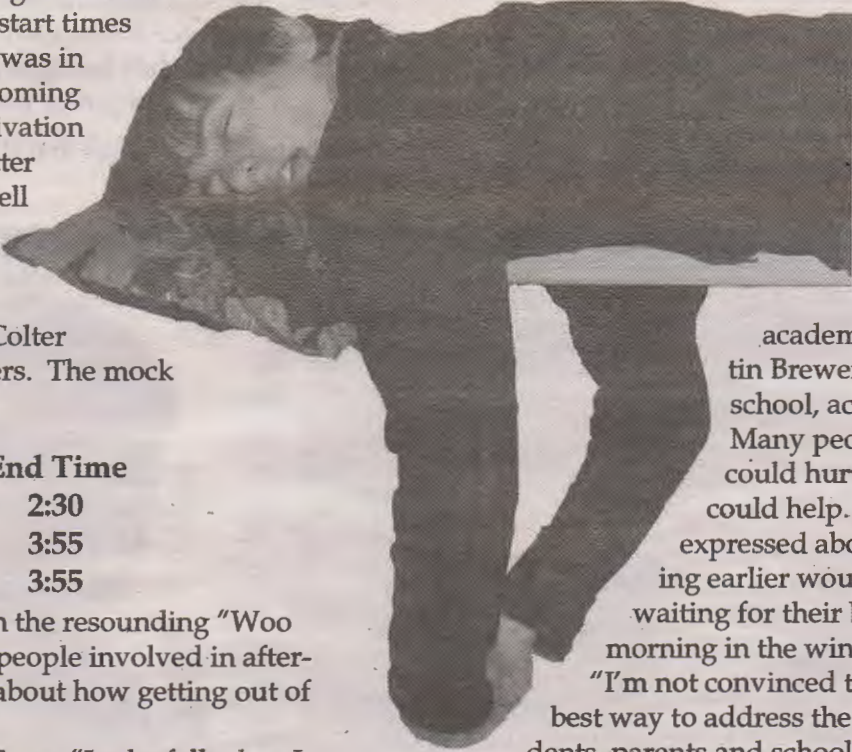 start times
was in
oming
vation
ter
ell
Colter
ers. The mock
End Time
2:30
3:55
3:55
n the resounding "Woo
people involved in after-
about how getting out of
academ
tin Brewe
school, ac
Many peo
could hur
could help.
expressed abo
ing earlier wou
waiting for their
morning in the win
"I'm not convinced t
best way to address the
dents, parents and school